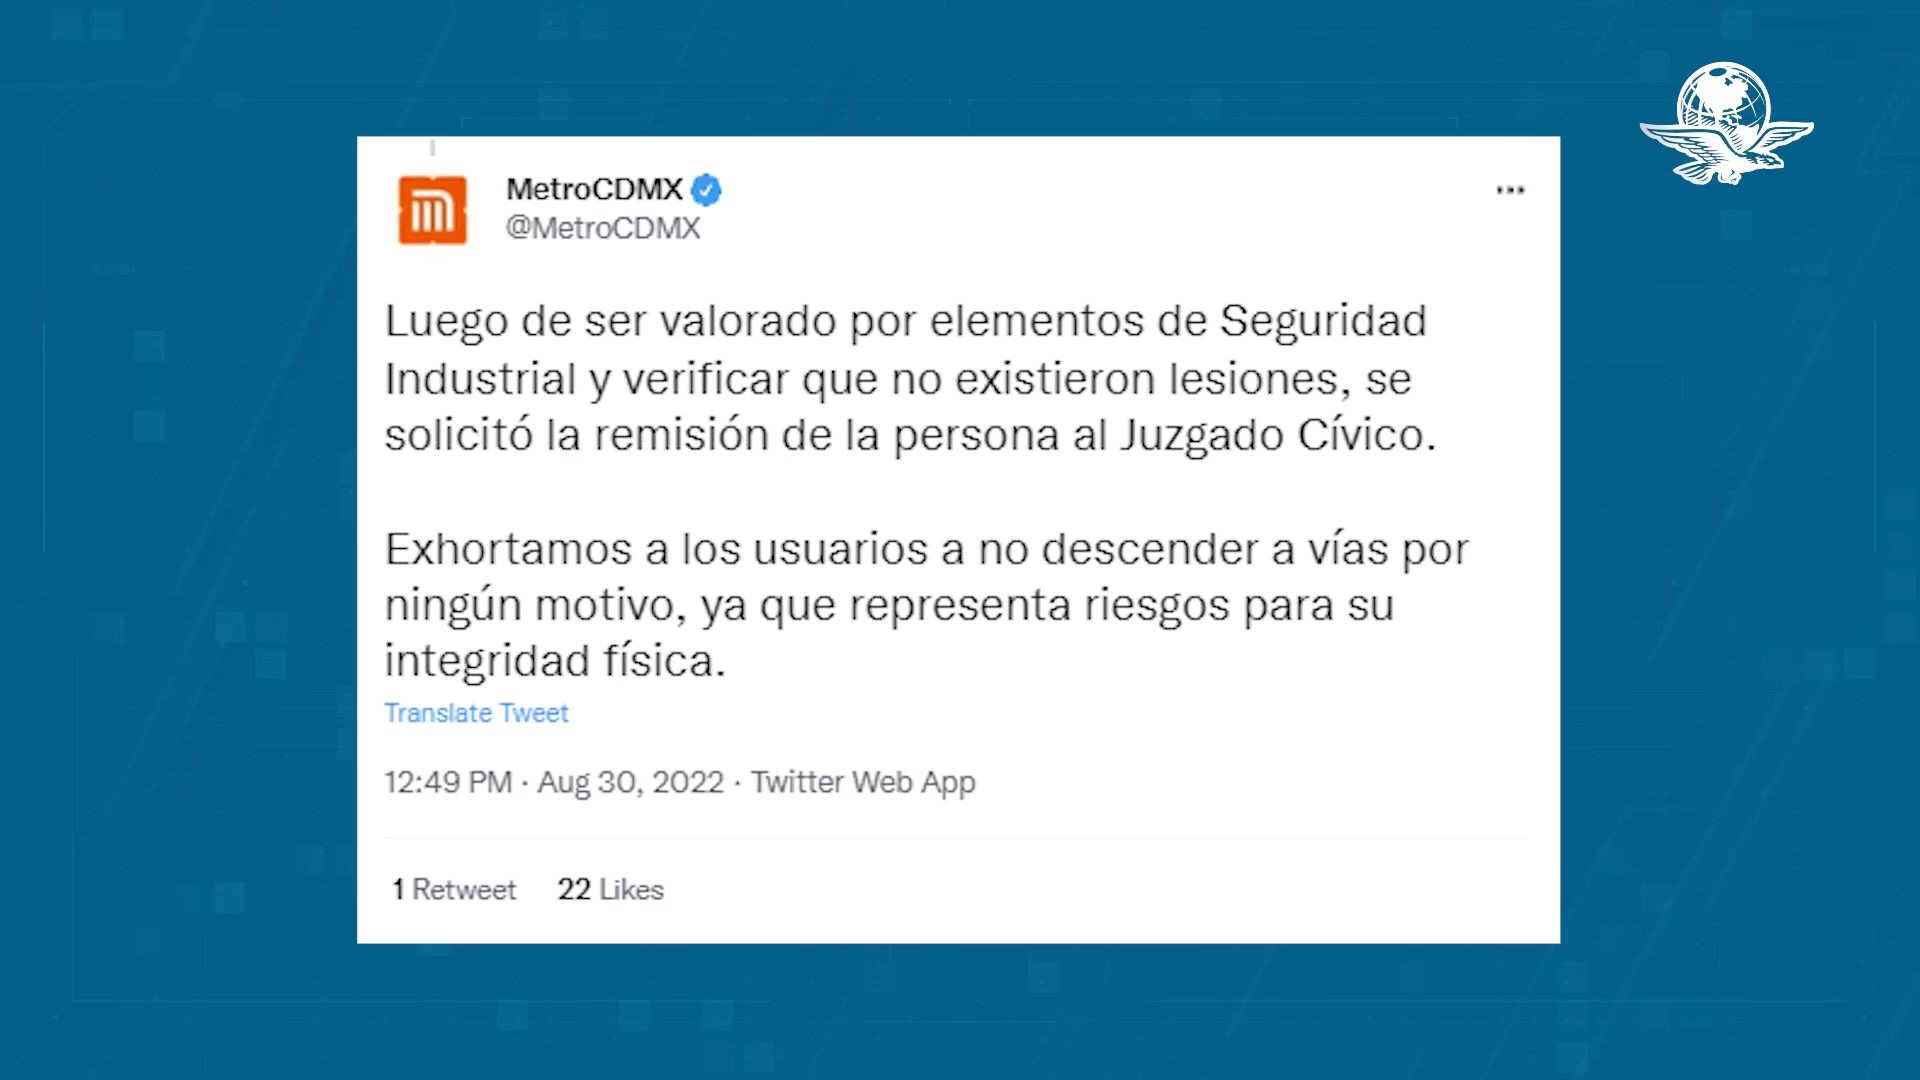 MetroCDMX
@MetroCDMX
Luego de ser valorado por elementos de Seguridad
Industrial y verificar que no existieron lesiones, se
solicitó la remisión de la persona al Juzgado Cívico.
Exhortamos a los usuarios a no descender a vías por
ningún motivo, ya que representa riesgos para su
integridad física.
Translate Tweet
12:49 PM · Aug 30, 2022 · Twitter Web App
1 Retweet 22 Likes